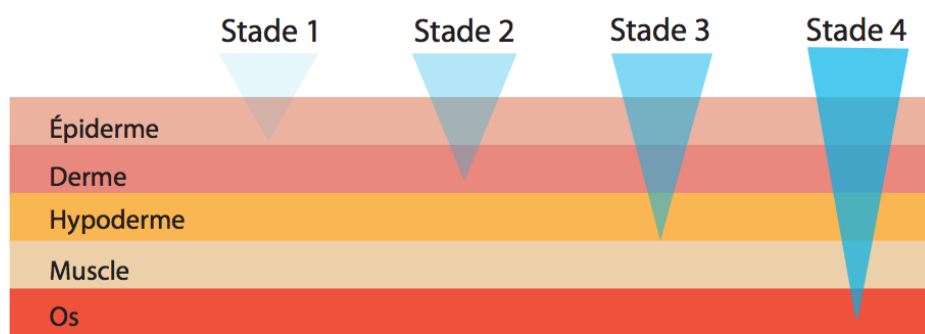 Stade 1 Stade 2 Stade 3 Stade 4
Épiderme
Derme
Hypoderme
Muscle
Os